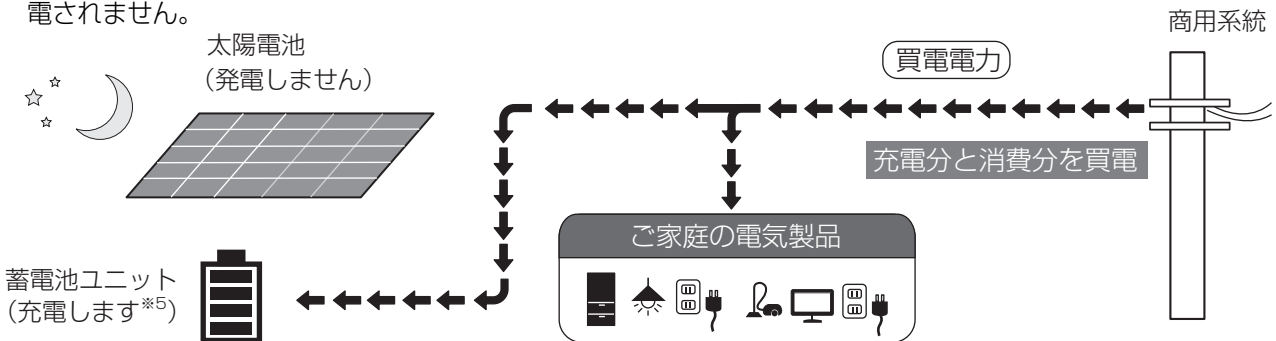 電されません。
太陽電池
（発電しません）
商用系統
買電電力
充電分と消費分を買電
ご家庭の電気製品
蓄電池ユニット
（充電します※5）